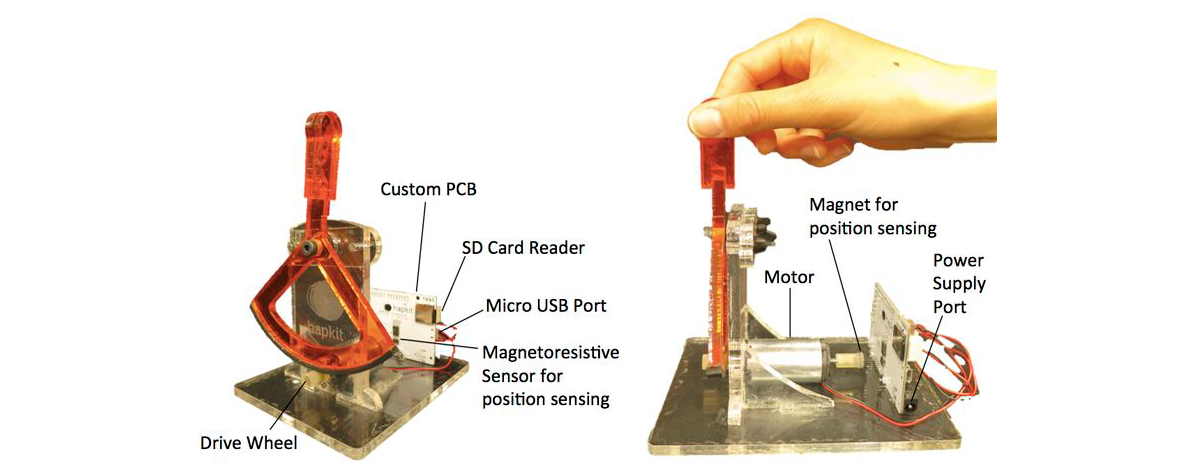 Custom PCB
SD Card Reader
Micro USB Port
Magnetoresistive
Sensor for
position sensing
Drive Wheel
hapkit
hapkit
Magnet for
position sensing
Motor
Power
Supply
Port